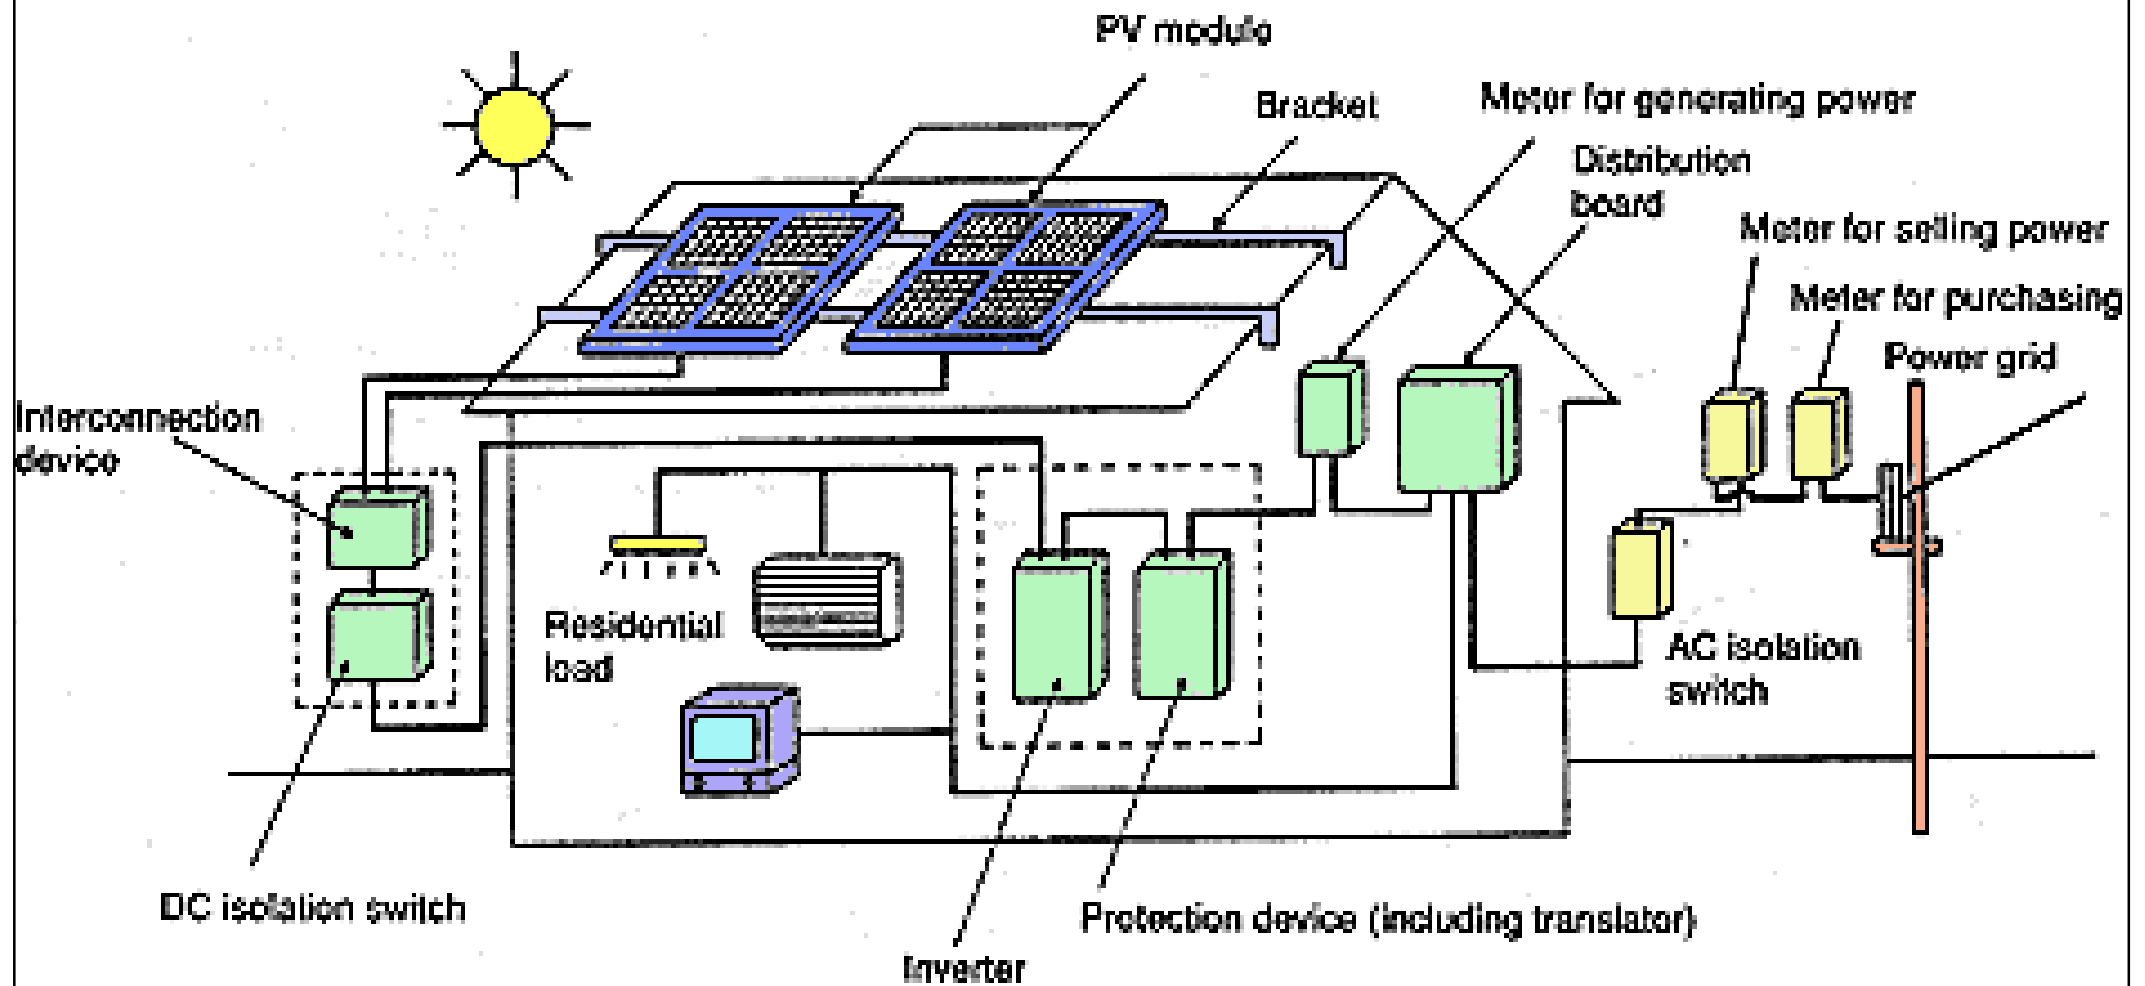 PV module
Bracket
Meter for generating power
Distribution
board
Meter for selling power
Meter for purchasing
Power grid
Interconnection
device
Residential
load
AC isolation
switch
DC isolation switch
Protection device (including translator)
Inverter